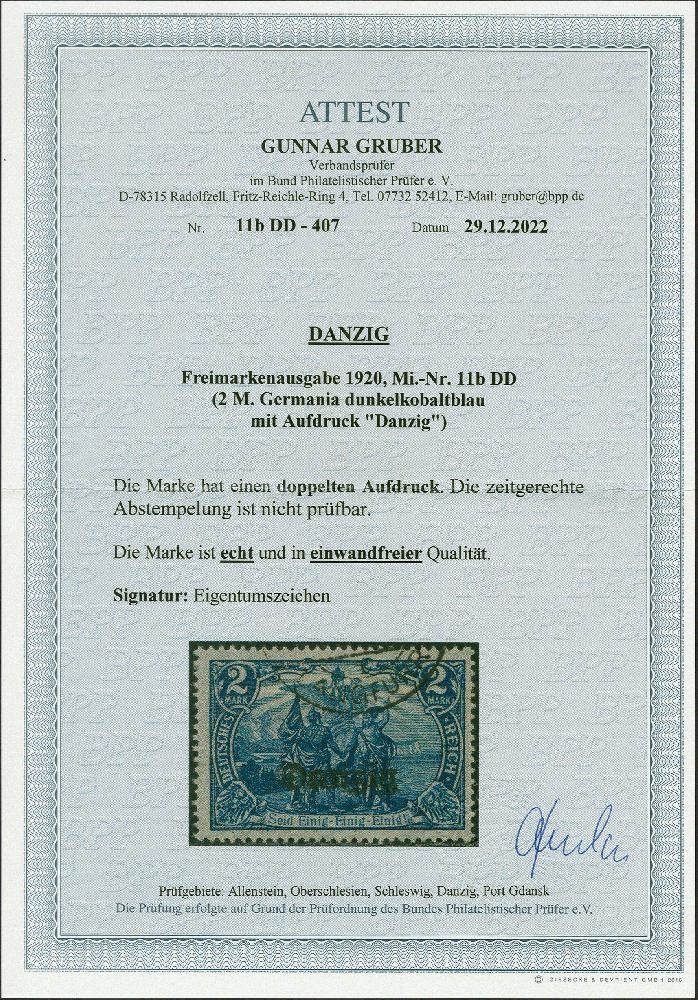 ATTEST
GUNNAR GRUBER
Verbandsprüfer
im Bund Philatelistischer Prüfer e. V.
D-78315 Radolfzell, Fritz-Reichle-Ring 4, Tel. 07732 52412, E-Mail: gruber@bpp.de
Nr. 11b DD - 407 Datum 29.12.2022
DANZIG
Freimarkenausgabe 1920, Mi.-Nr. 11b DD
(2 M. Germania dunkelkobaltblau
mit Aufdruck "Danzig")
Die Marke hat einen doppelten Aufdruck. Die zeitgerechte
Abstempelung ist nicht prüfbar.
Die Marke ist echt und in einwandfreier Qualität.
Signatur: Eigentumszeichen
2 2
MARK MARK
DEUTSCHES REICH
Danzig
Seid Einig-Einig-Einig!
Prüfgebiete: Allenstein, Oberschlesien, Schleswig, Danzig, Port Gdansk
Die Prüfung erfolgte auf Grund der Prüfordnung des Bundes Philatelistischer Prüfer e.V.
GIESECKE & DEVRIENT GMBH